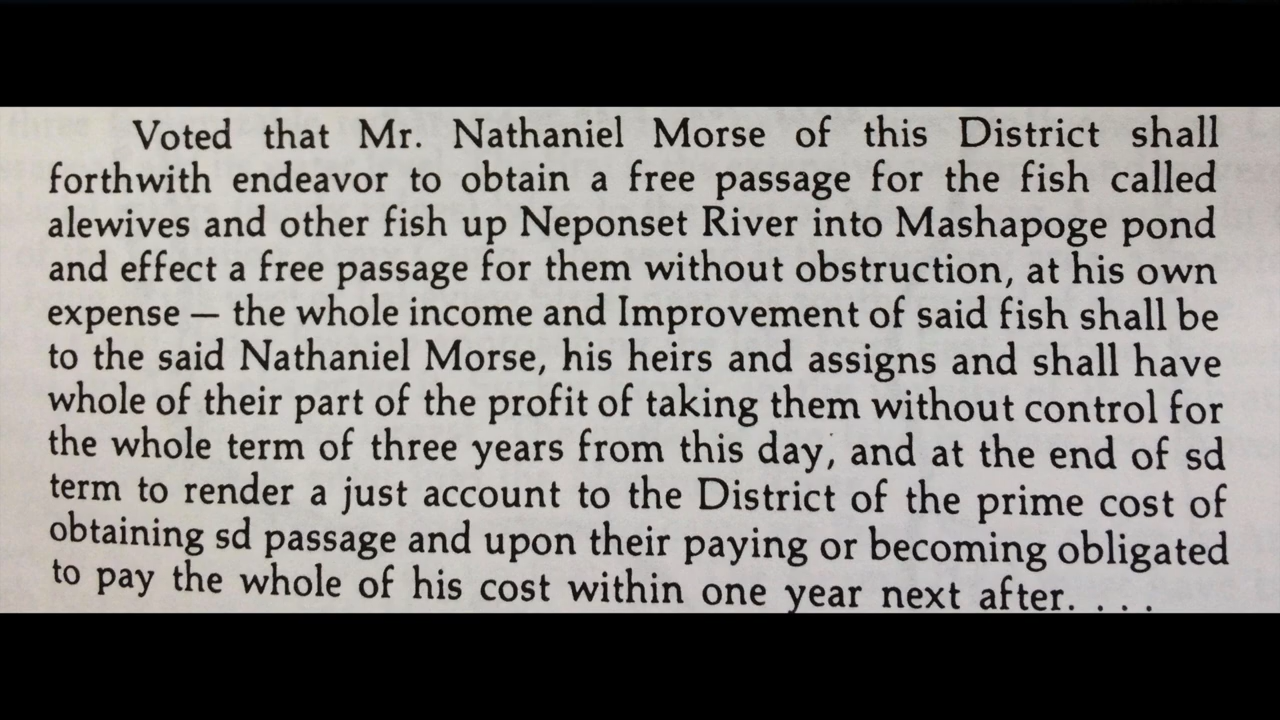 Voted that Mr. Nathaniel Morse of this District shall
forthwith endeavor to obtain a free passage for the fish called
alewives and other fish up Neponset River into Mashapoge pond
and effect a free passage for them without obstruction, at his own
expense — the whole income and Improvement of said fish shall be
to the said Nathaniel Morse, his heirs and assigns and shall have
whole of their part of the profit of taking them without control for
the whole term of three years from this day, and at the end of sd
term to render a just account to the District of the prime cost of
obtaining sd passage and upon their paying or becoming obligated
to pay the whole of his cost within one year next after. . . .